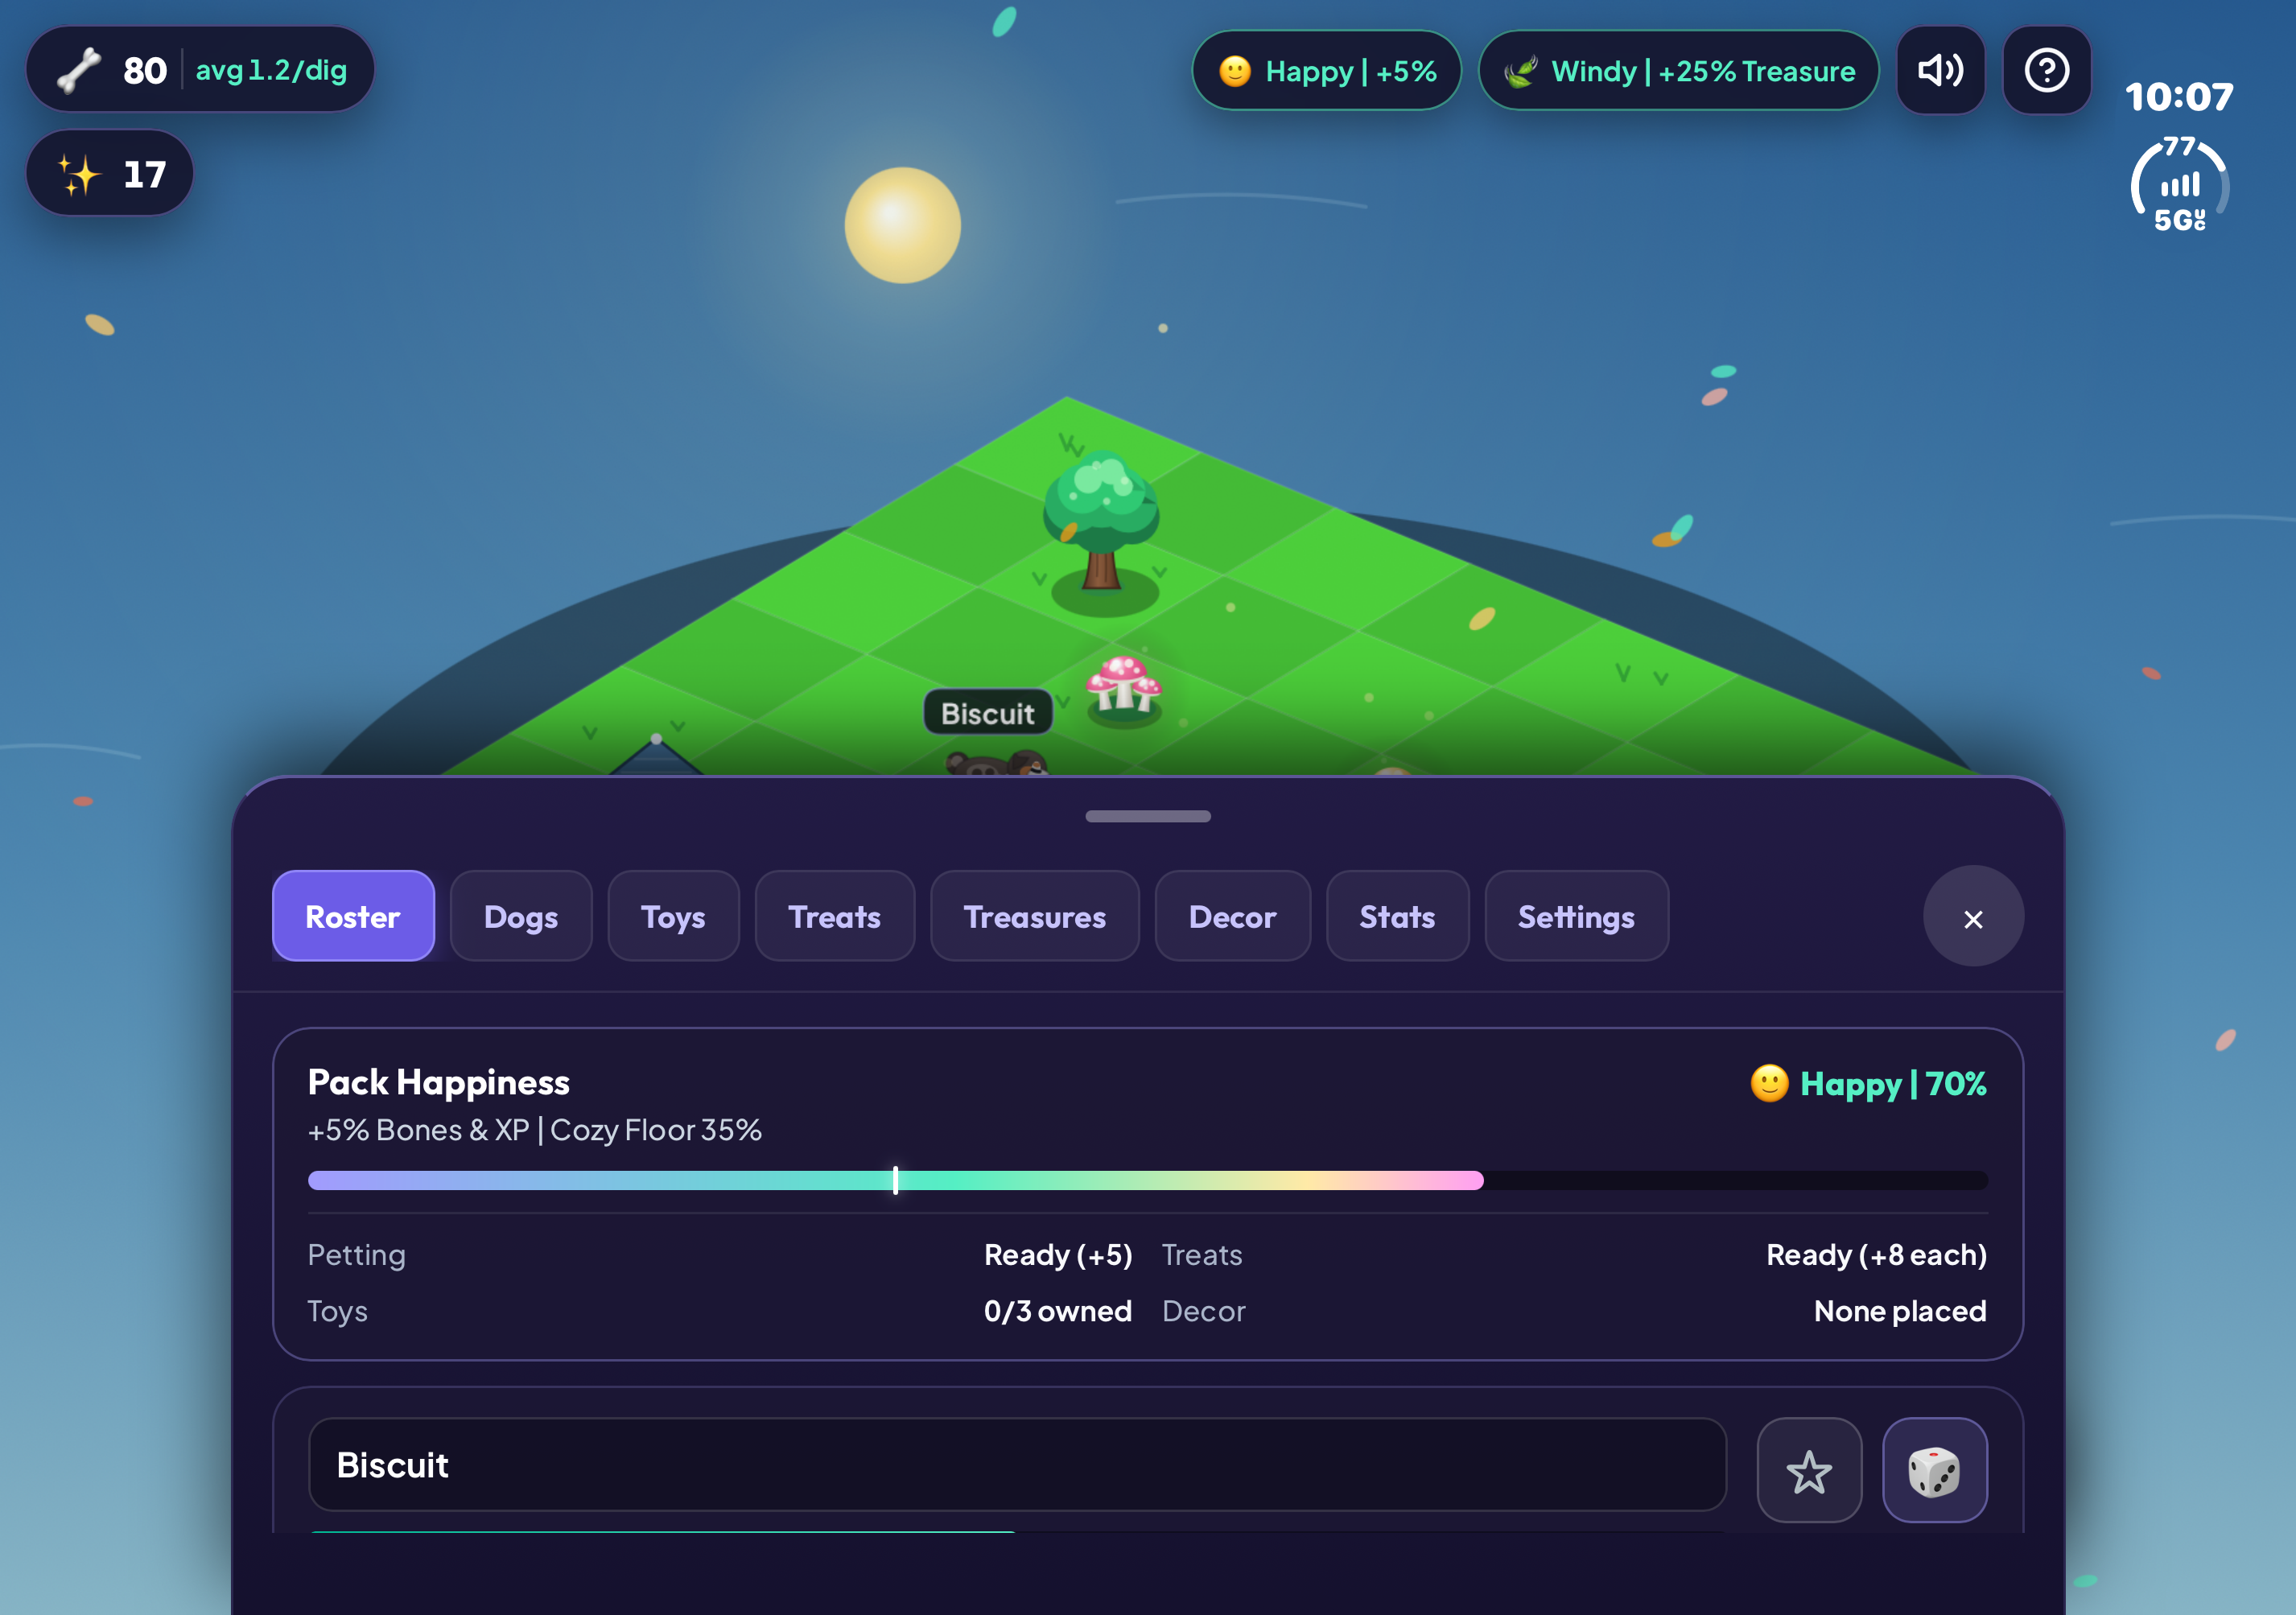 80 avg 1.2/dig
17
Happy | +5%
Windy | +25% Treasure
10:07
77
5GUC
Biscuit
Roster Dogs Toys Treats Treasures Decor Stats Settings ×
Pack Happiness
Happy | 70%
+5% Bones & XP | Cozy Floor 35%
Petting Ready (+5) Treats Ready (+8 each)
Toys 0/3 owned Decor None placed
Biscuit